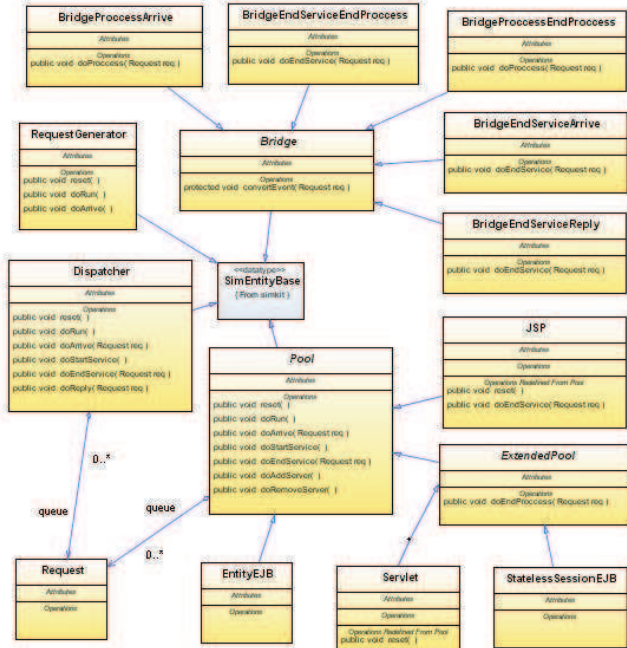 BridgeProccessArrive
Attributes
Operations
public void doProccess( Request req )
BridgeEndServiceEndProccess
Attributes
Operations
public void doEndService( Request req )
BridgeProccessEndProccess
Attributes
Operations
public void doProccess( Request req )
RequestGenerator
Attributes
Operations
public void reset( )
public void doRun( )
public void doArrive( )
Bridge
Attributes
Operations
protected void convertEvent( Request req )
BridgeEndServiceArrive
Attributes
Operations
public void doEndService( Request req )
BridgeEndServiceReply
Attributes
Operations
public void doEndService( Request req )
Dispatcher
Attributes
Operations
public void reset( )
public void doRun( )
public void doArrive( Request req )
public void doStartService( )
public void doEndService( Request req )
public void doReply( Request req )
<<datatype>>
SimEntityBase
{ From simkit }
Pool
Attributes
Operations
public void reset( )
public void doRun( )
public void doArrive( Request req )
public void doStartService( )
public void doEndService( Request req )
public void doAddServer( )
public void doRemoveServer( )
JSP
Attributes
Operations Redefined From Pool
public void reset( )
public void doEndService( Request req )
ExtendedPool
Attributes
Operations
public void doEndProccess( Request req )
0..*
queue
queue
0..*
Request
Attributes
Operations
EntityEJB
Attributes
Operations
*
Servlet
Attributes
Operations
Operations Redefined From Pool
public void reset( )
StatelessSessionEJB
Attributes
Operations